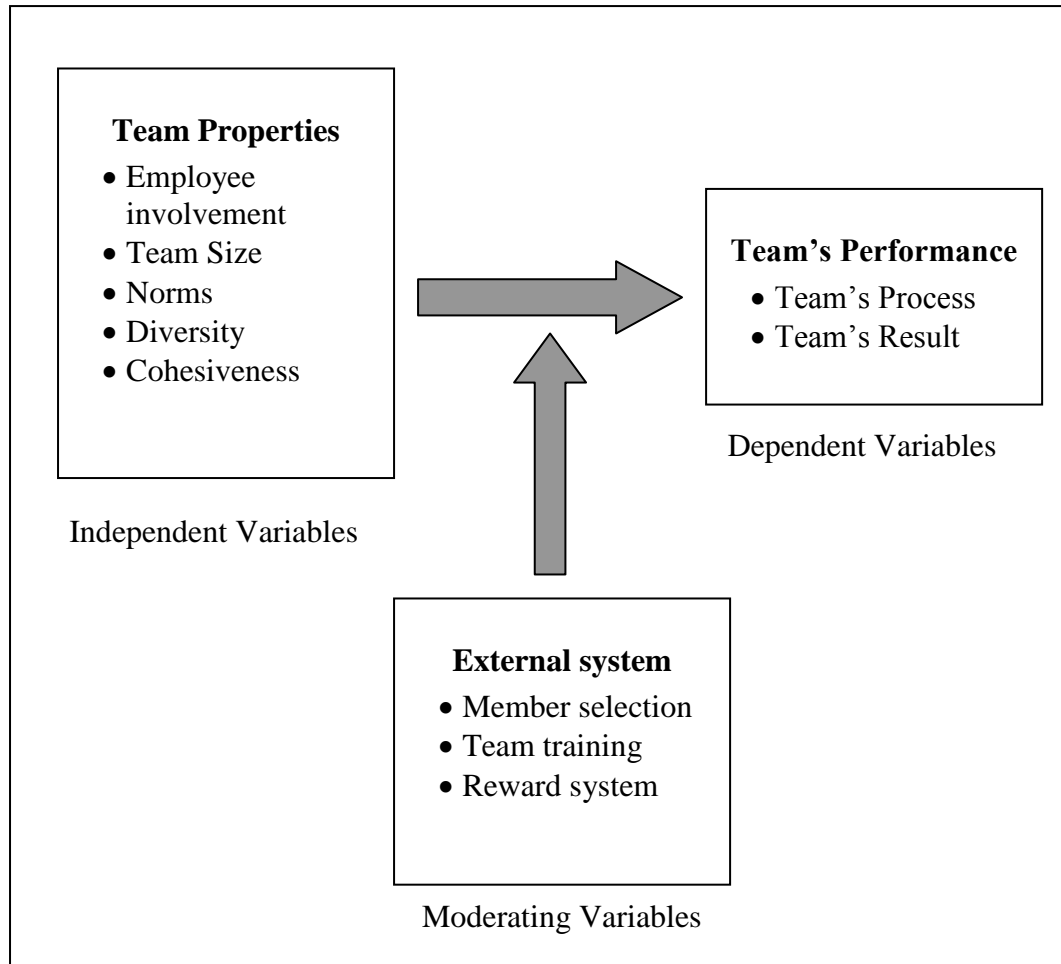 Team Properties
• Employee
involvement
• Team Size
• Norms
• Diversity
• Cohesiveness
Independent Variables
Team’s Performance
• Team’s Process
• Team’s Result
Dependent Variables
External system
• Member selection
• Team training
• Reward system
Moderating Variables